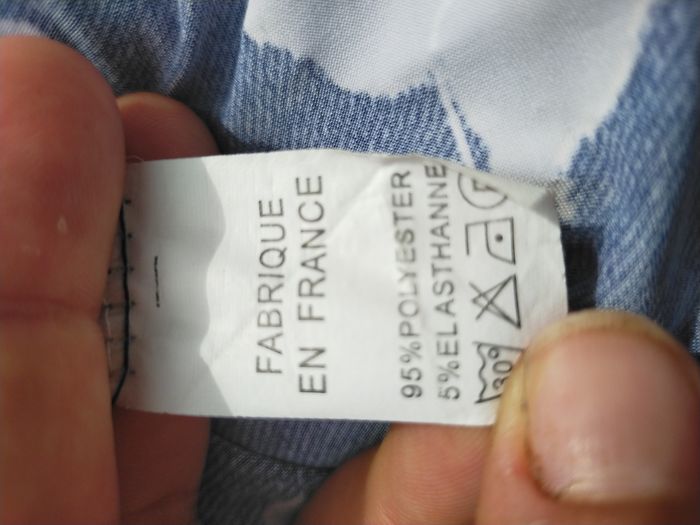 FABRIQUE
EN FRANCE
95%POLYESTER
5%ELASTHANNE
30°